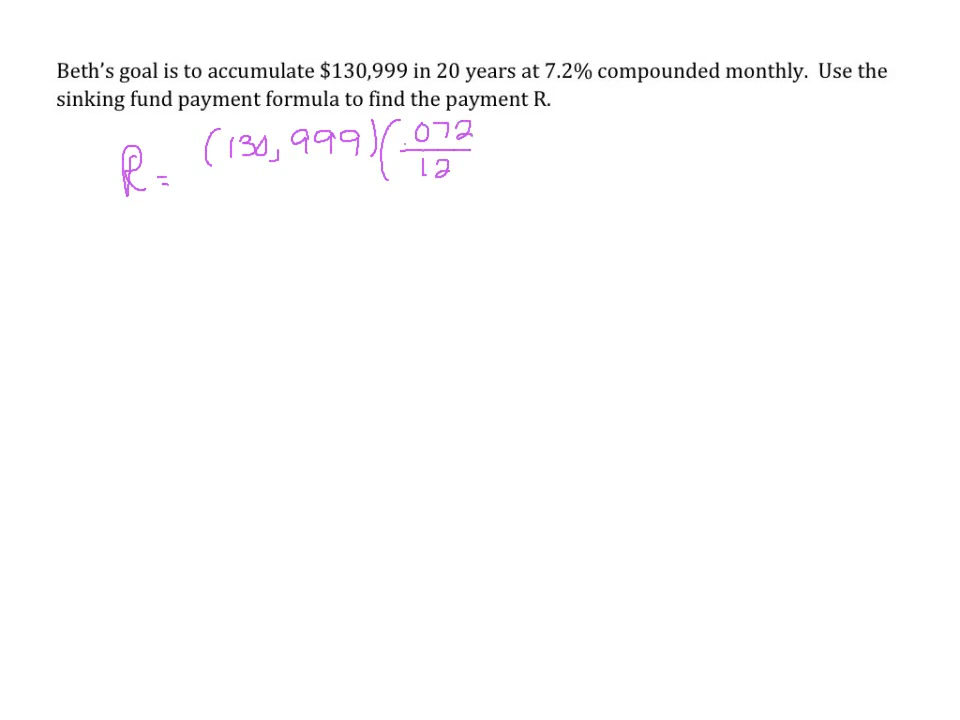 Beth’s goal is to accumulate $130,999 in 20 years at 7.2% compounded monthly. Use the
sinking fund payment formula to find the payment R.
R = (130,999)(.072
12